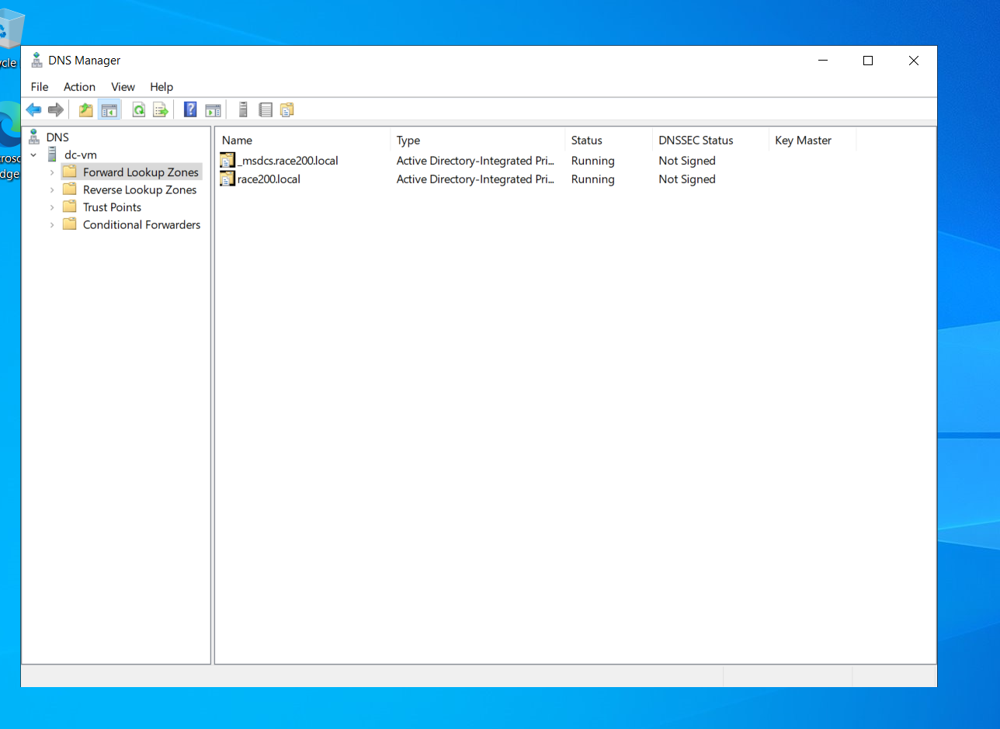 DNS Manager
File Action View Help
DNS
dc-vm
Forward Lookup Zones
Reverse Lookup Zones
Trust Points
Conditional Forwarders
Name Type Status DNSSEC Status Key Master
_msdcs.race200.local Active Directory-Integrated Pri... Running Not Signed
race200.local Active Directory-Integrated Pri... Running Not Signed
ycle
crosc
dge